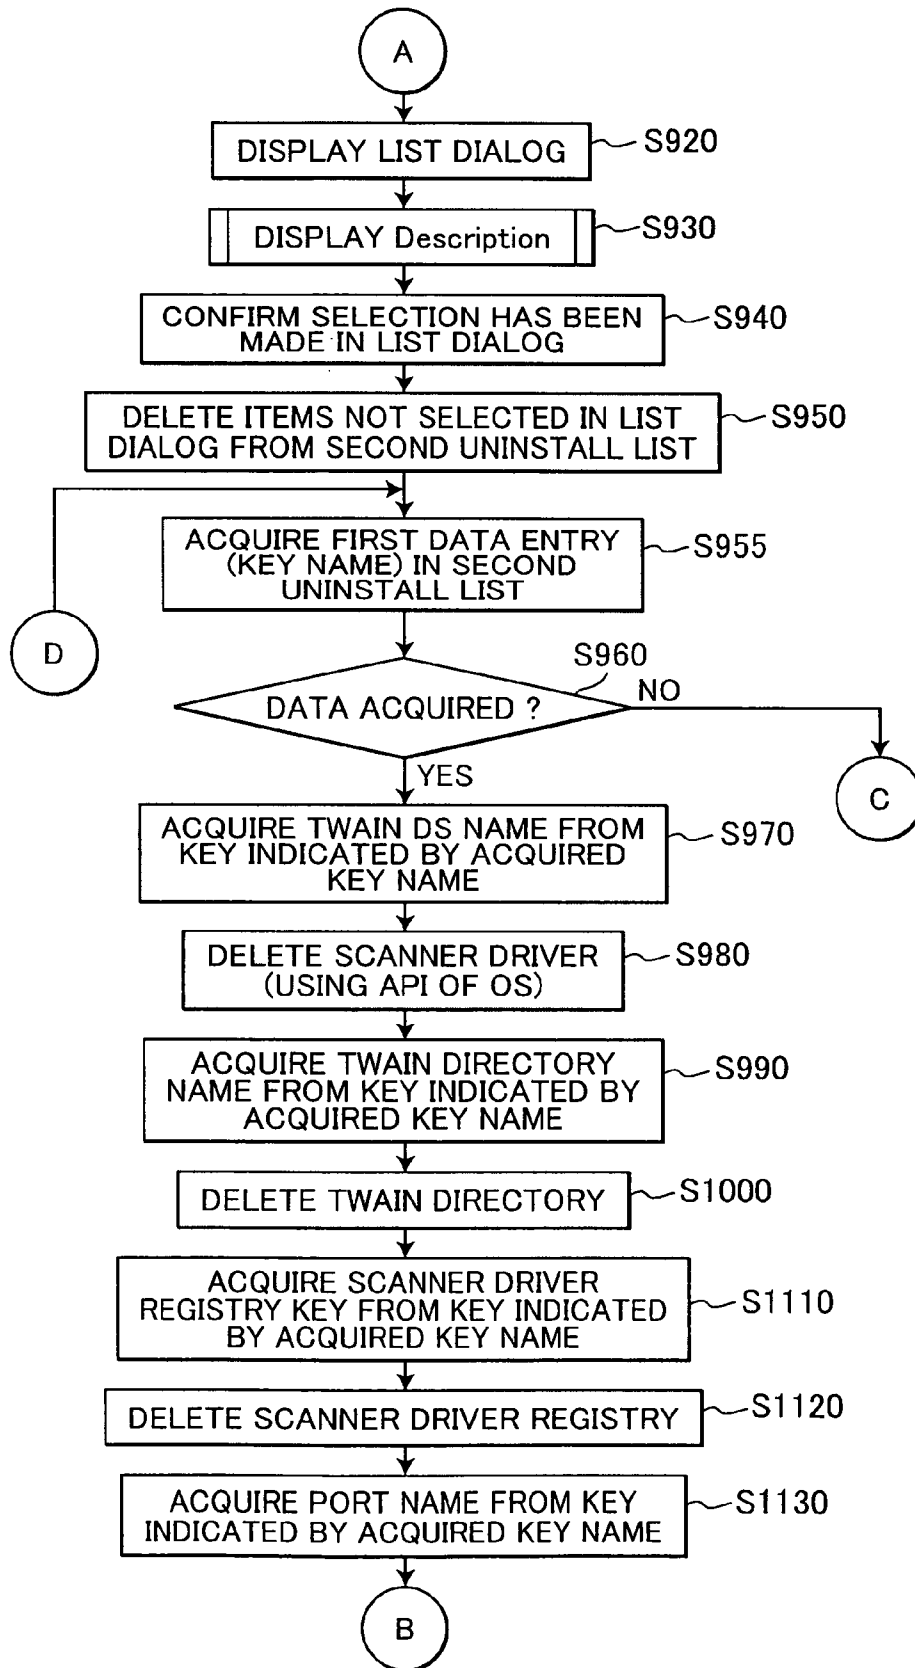 A
DISPLAY LIST DIALOG
S920
DISPLAY Description
S930
CONFIRM SELECTION HAS BEEN
MADE IN LIST DIALOG
S940
DELETE ITEMS NOT SELECTED IN LIST
DIALOG FROM SECOND UNINSTALL LIST
S950
ACQUIRE FIRST DATA ENTRY
(KEY NAME) IN SECOND
UNINSTALL LIST
S955
D
S960
DATA ACQUIRED ?
NO
YES
C
ACQUIRE TWAIN DS NAME FROM
KEY INDICATED BY ACQUIRED
KEY NAME
S970
DELETE SCANNER DRIVER
(USING API OF OS)
S980
ACQUIRE TWAIN DIRECTORY
NAME FROM KEY INDICATED BY
ACQUIRED KEY NAME
S990
DELETE TWAIN DIRECTORY
S1000
ACQUIRE SCANNER DRIVER
REGISTRY KEY FROM KEY INDICATED
BY ACQUIRED KEY NAME
S1110
DELETE SCANNER DRIVER REGISTRY
S1120
ACQUIRE PORT NAME FROM KEY
INDICATED BY ACQUIRED KEY NAME
S1130
B